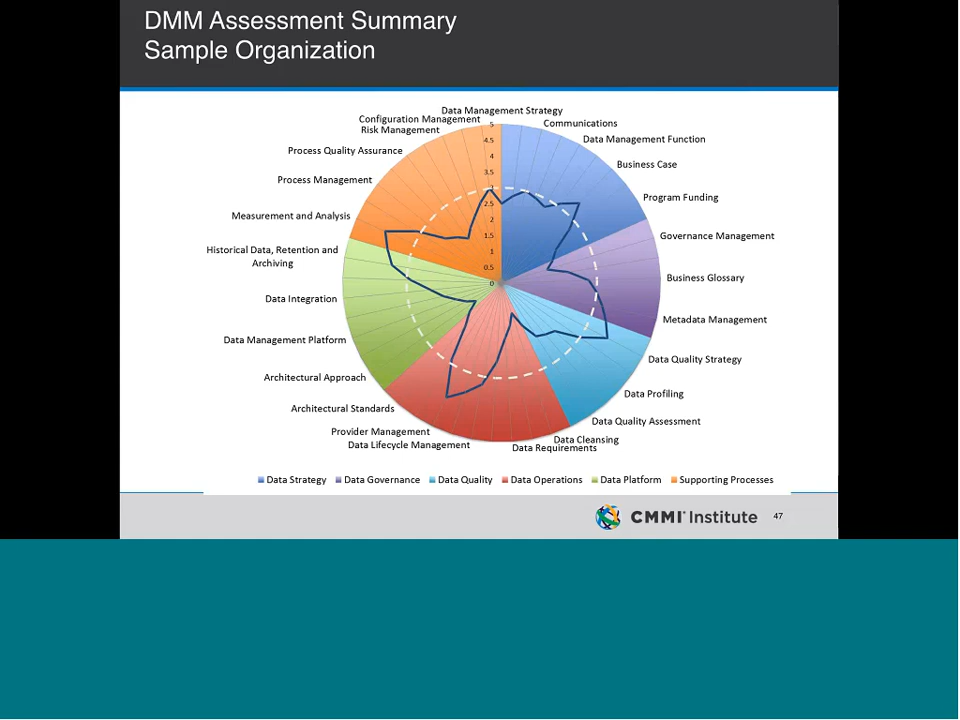 DMM Assessment Summary
Sample Organization
Data Management Strategy
Configuration Management
Communications
Risk Management
Data Management Function
Process Quality Assurance
Business Case
Process Management
Program Funding
Measurement and Analysis
Governance Management
Historical Data, Retention and
Archiving
Business Glossary
Data Integration
Metadata Management
Data Management Platform
Data Quality Strategy
Architectural Approach
Data Profiling
Architectural Standards
Data Quality Assessment
Provider Management
Data Cleansing
Data Lifecycle Management
Data Requirements
5
4.5
4
3.5
3
2.5
2
1.5
1
0.5
0
Data Strategy Data Governance Data Quality Data Operations Data Platform Supporting Processes
CMMI® Institute 47